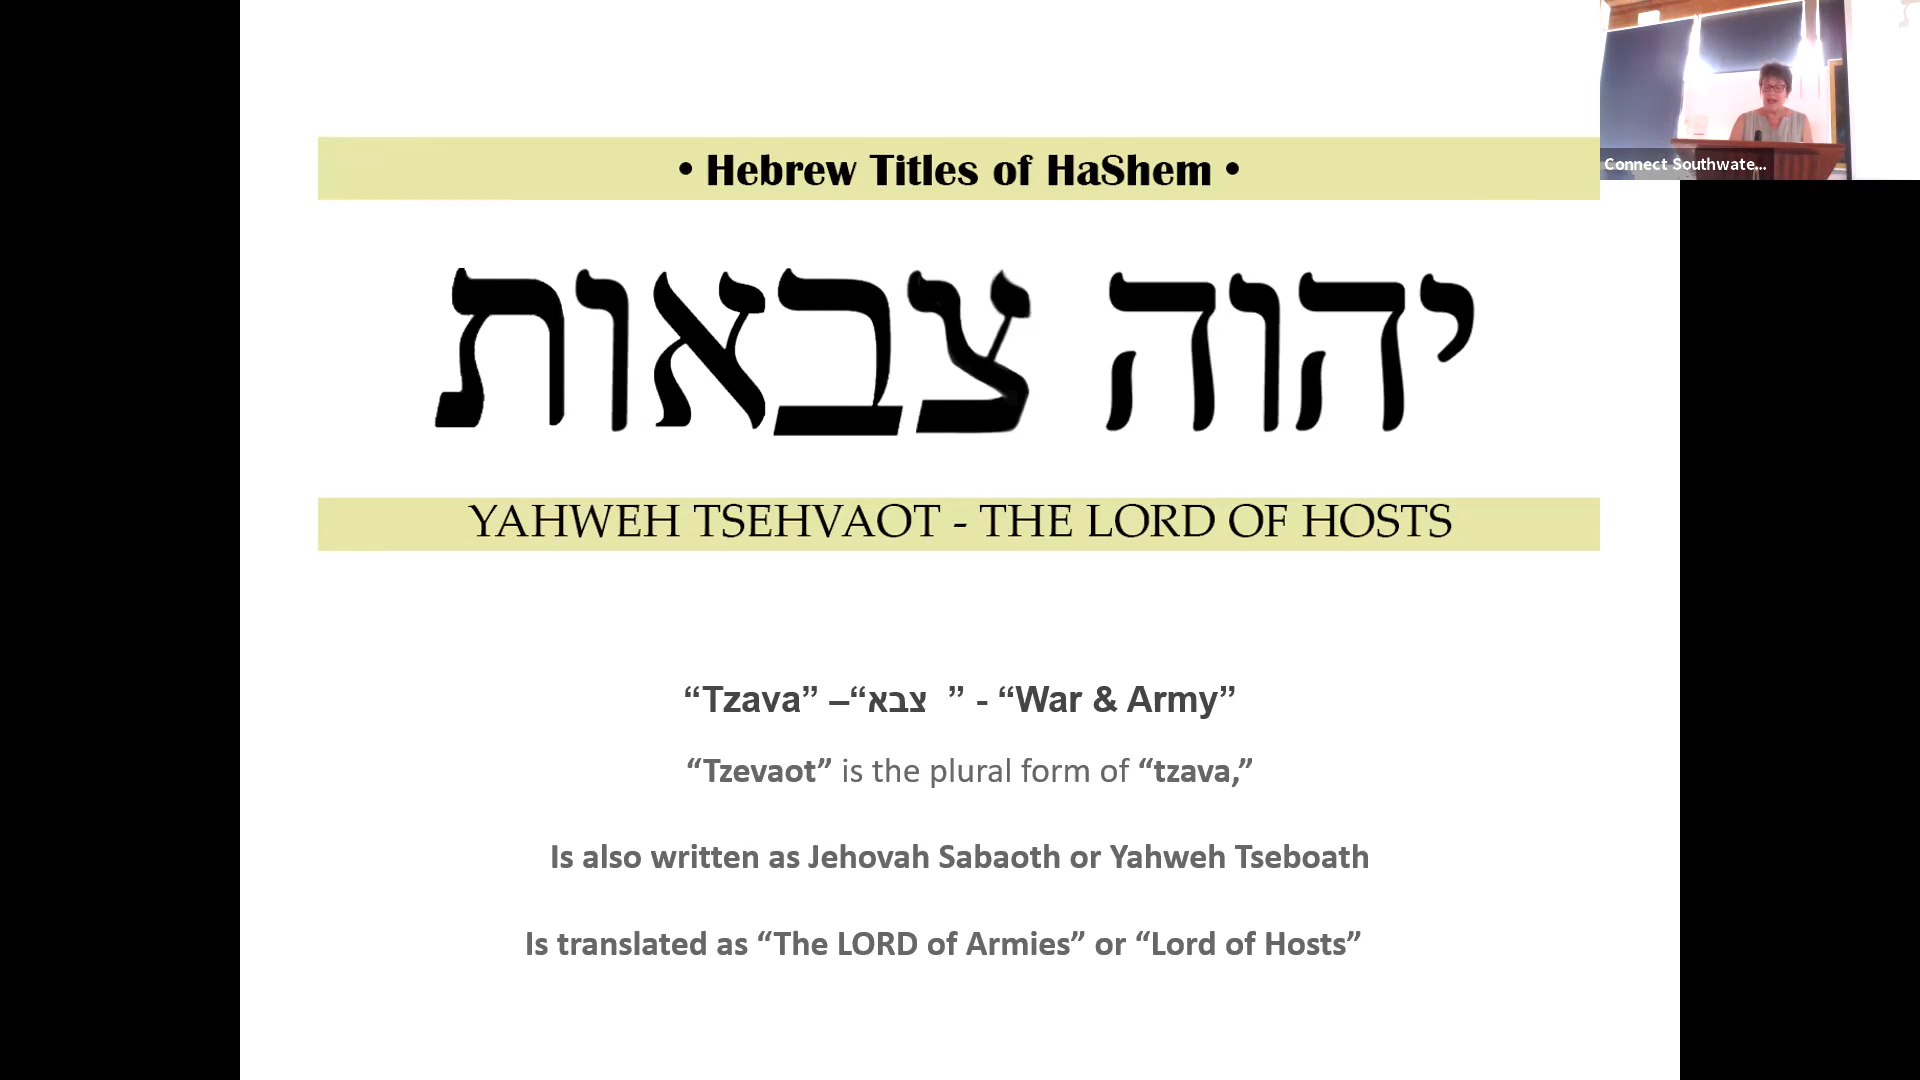 • Hebrew Titles of HaShem •
Connect Southwate...
יהוה צבאות
YAHWEH TSEHVAOT - THE LORD OF HOSTS
“Tzava” –“צבא ” - “War & Army”
“Tzevaot” is the plural form of “tzava,”
Is also written as Jehovah Sabaoth or Yahweh Tseboath
Is translated as “The LORD of Armies” or “Lord of Hosts”